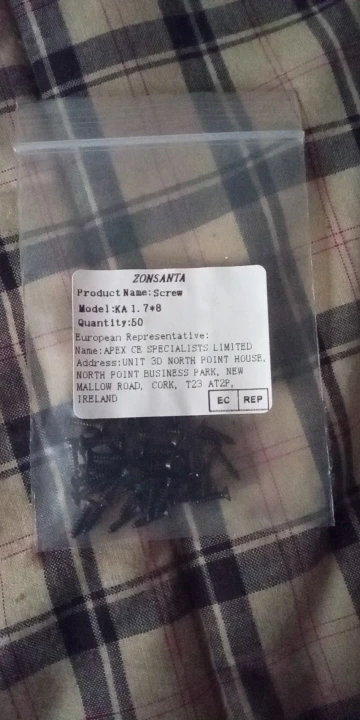 ZONSANTA
Product Name:Screw
Model:KA 1.7*8
Quantity:50
European Representative:
Name:APEX CE SPECIALISTS LIMITED
Address:UNIT 3D NORTH POINT HOUSE,
NORTH POINT BUSINESS PARK, NEW
MALLOW ROAD, CORK, T23 AT2P,
IRELAND
EC REP